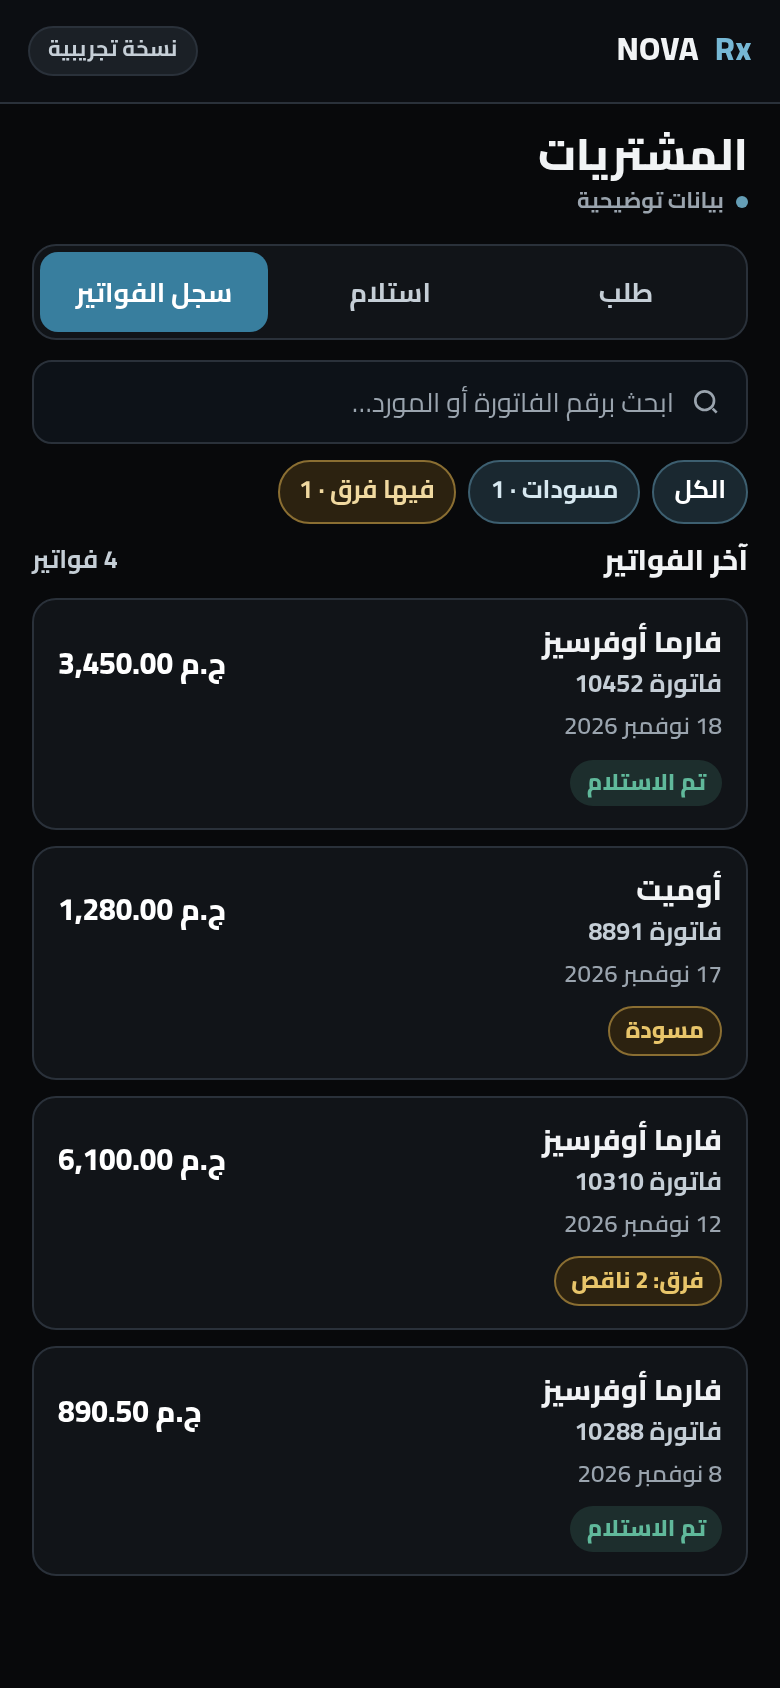 NOVA Rx
نسخة تجريبية
المشتريات
بيانات توضيحية
طلب
استلام
سجل الفواتير
ابحث برقم الفاتورة أو المورد...
الكل
مسودات · 1
فيها فرق · 1
آخر الفواتير
4 فواتير
فارما أوفرسيز
3,450.00 ج.م
فاتورة 10452
18 نوفمبر 2026
تم الاستلام
أوميت
1,280.00 ج.م
فاتورة 8891
17 نوفمبر 2026
مسودة
فارما أوفرسيز
6,100.00 ج.م
فاتورة 10310
12 نوفمبر 2026
فرق: 2 ناقص
فارما أوفرسيز
890.50 ج.م
فاتورة 10288
8 نوفمبر 2026
تم الاستلام